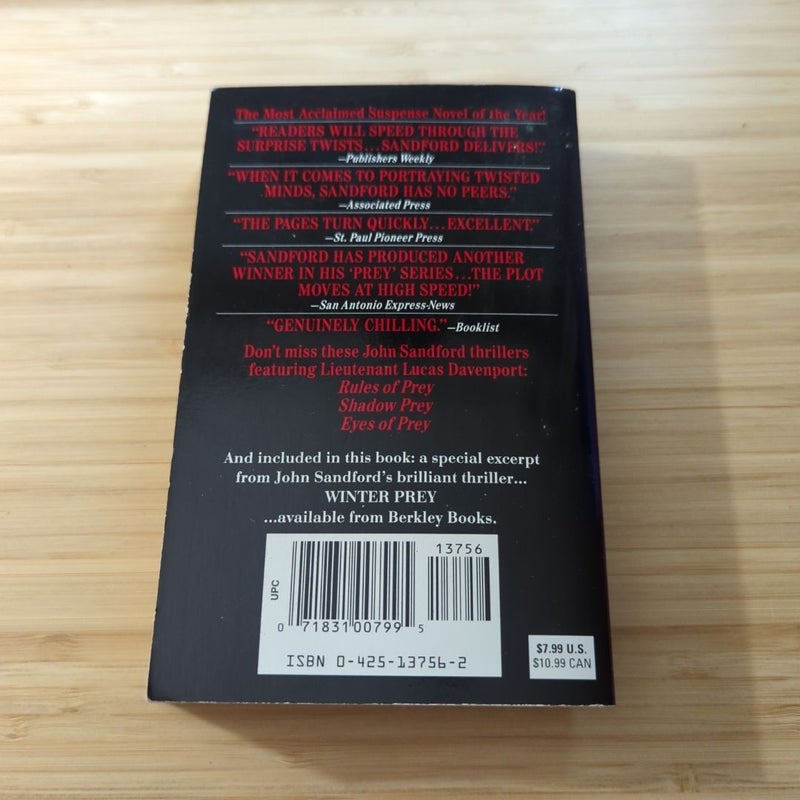 The Most Acclaimed Suspense Novel of the Year!
“READERS WILL SPEED THROUGH THE
SURPRISE TWISTS...SANDFORD DELIVERS!”
—Publishers Weekly
“WHEN IT COMES TO PORTRAYING TWISTED
MINDS, SANDFORD HAS NO PEERS.”
—Associated Press
“THE PAGES TURN QUICKLY...EXCELLENT.”
—St. Paul Pioneer Press
“SANDFORD HAS PRODUCED ANOTHER
WINNER IN HIS ‘PREY’ SERIES...THE PLOT
MOVES AT HIGH SPEED!”
—San Antonio Express-News
“GENUINELY CHILLING.”—Booklist
Don’t miss these John Sandford thrillers
featuring Lieutenant Lucas Davenport:
Rules of Prey
Shadow Prey
Eyes of Prey
And included in this book: a special excerpt
from John Sandford’s brilliant thriller...
WINTER PREY
...available from Berkley Books.
13756
UPC
0 71831 00799 5
ISBN 0-425-13756-2
$7.99 U.S.
$10.99 CAN